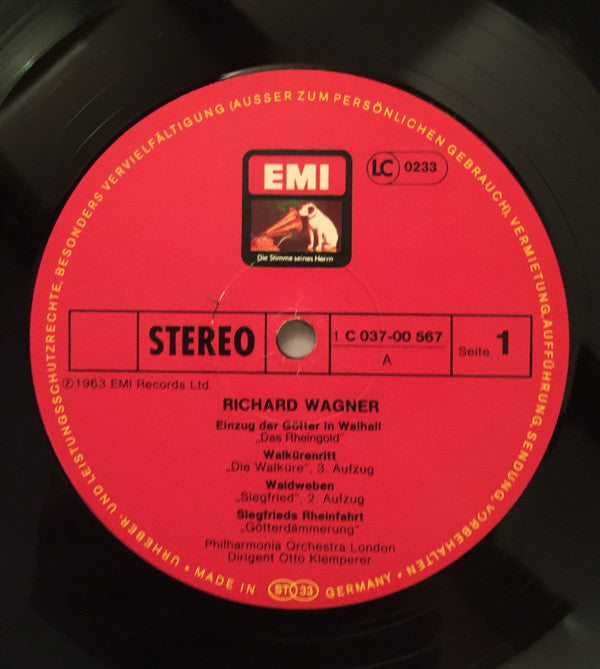 URHEBER- UND LEISTUNGSSCHUTZRECHTE, BESONDERS VERVIELFÄLTIGUNG (AUSSER ZUM PERSÖNLICHEN GEBRAUCH), VERMIETUNG, AUFFÜHRUNG, SENDUNG, VORBEHALTEN
EMI
LC 0233
Die Stimme seines Herrn
STEREO
1 C 037-00 567
A
Seite 1
℗1963 EMI Records Ltd.
RICHARD WAGNER
Einzug der Götter in Walhall
„Das Rheingold"
Walkürenritt
„Die Walküre", 3. Aufzug
Waldweben
„Siegfried", 2. Aufzug
Siegfrieds Rheinfahrt
„Götterdämmerung"
Philharmonia Orchestra London
Dirigent Otto Klemperer
• MADE IN STO 33 GERMANY •